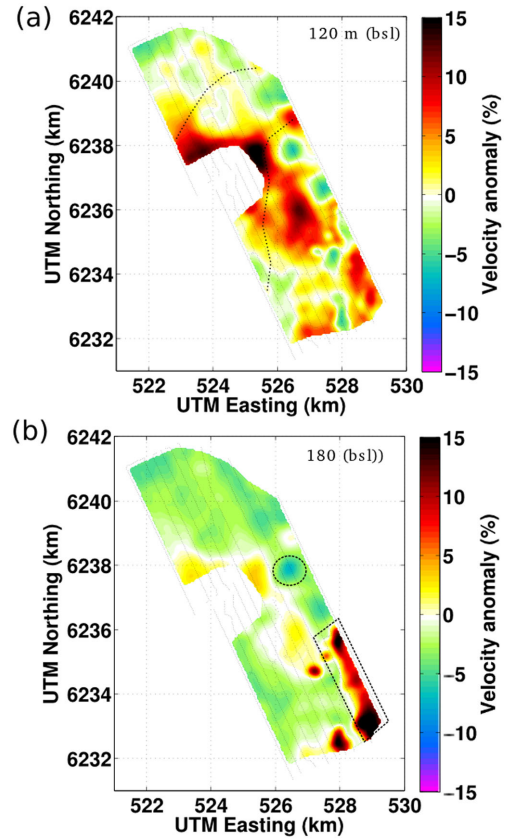 (a)
120 m (bsl)
6242
6240
6238
6236
6234
6232
UTM Northing (km)
522 524 526 528 530
UTM Easting (km)
15
10
5
0
−5
−10
−15
Velocity anomaly (%)
(b)
180 (bsl))
6242
6240
6238
6236
6234
6232
UTM Northing (km)
522 524 526 528 530
UTM Easting (km)
15
10
5
0
−5
−10
−15
Velocity anomaly (%)